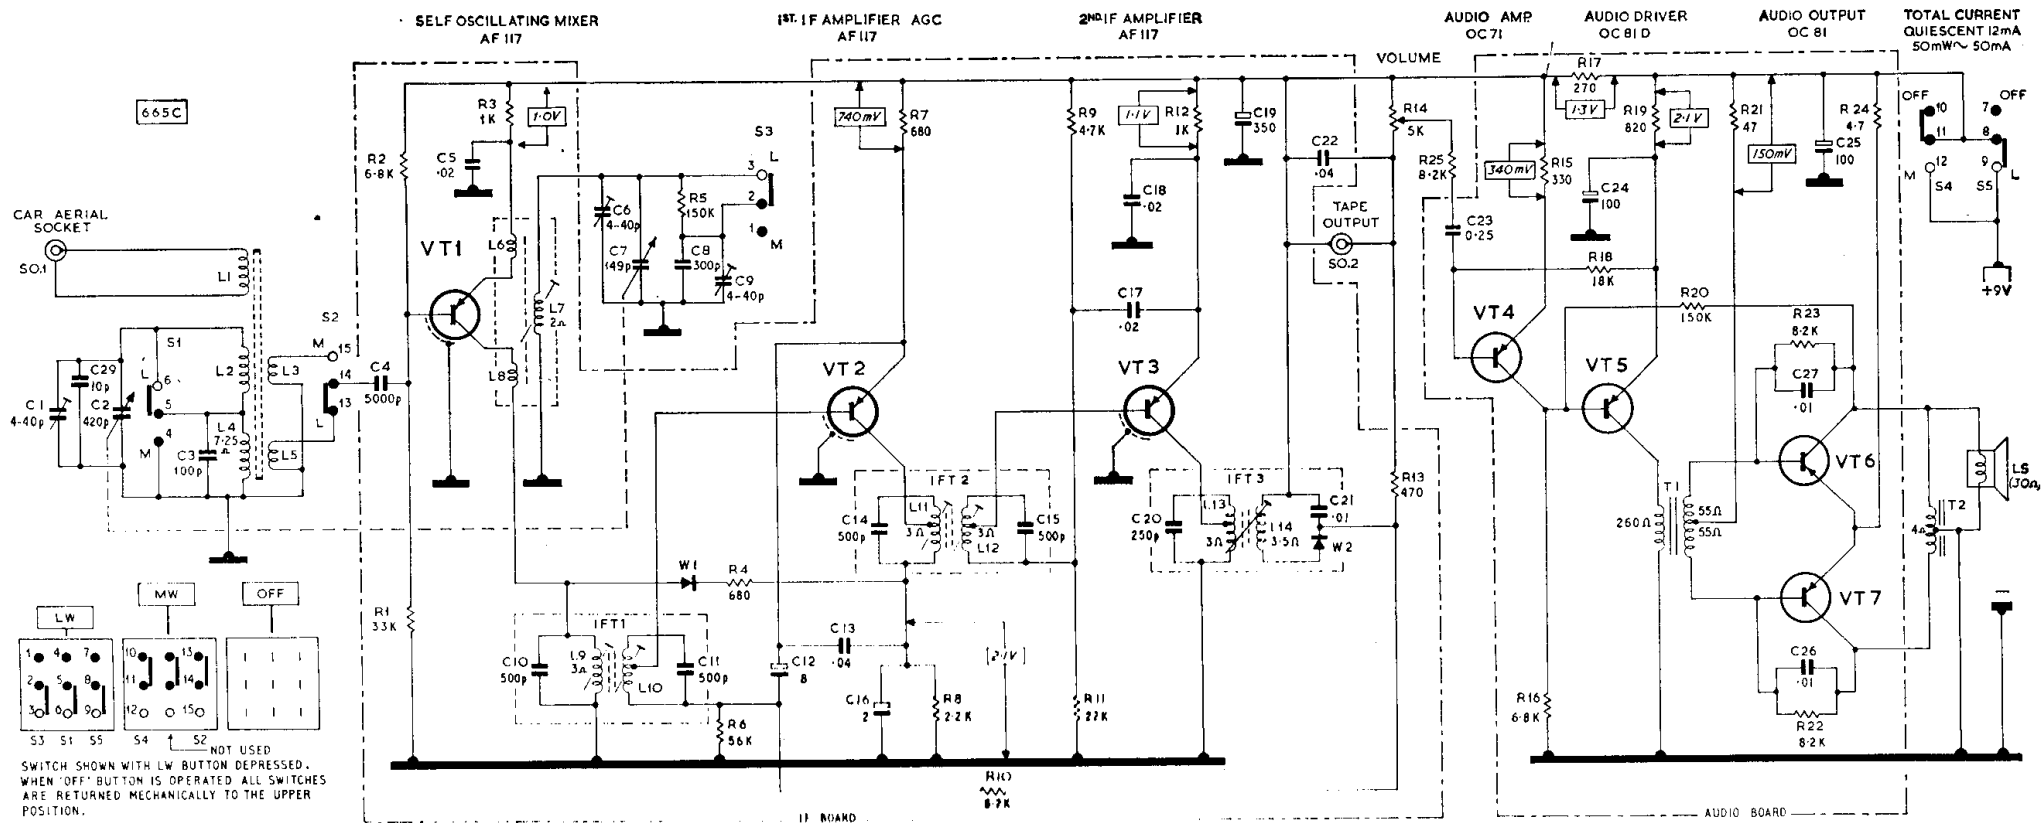 SELF OSCILLATING MIXER
AF 117
1ST. IF AMPLIFIER AGC
AF 117
2ND IF AMPLIFIER
AF 117
VOLUME
AUDIO AMP.
OC 71
AUDIO DRIVER
OC 81 D
AUDIO OUTPUT
OC 81
TOTAL CURRENT
QUIESCENT 12mA
50mW ~ 50mA
665C
CAR AERIAL
SOCKET
SO.1
L1
S1
L
6
5
4
M
C1
4-40p
C29
10p
C2
420p
L2
L4
7·25
Ω
C3
100p
L3
L5
S2
M
15
14
13
L
C4
5000p
R2
6·8K
R1
33K
R3
1K
1·0V
C5
·02
VT1
L6
L8
L7
2Ω
C6
4-40p
C7
149p
R5
150K
C8
300p
C9
4-40p
S3
L
3
2
1
M
740mV
R7
680
VT2
R9
4·7K
1·1V
R12
1K
C18
·02
C17
·02
VT3
C19
350
C22
·04
TAPE
OUTPUT
SO.2
R14
5K
R13
470
R25
8·2K
C23
0·25
340mV
R15
330
VT4
R17
270
1·3V
R19
820
2·1V
C24
100
R18
18K
R20
150K
VT5
R21
47
150mV
C25
100
R24
4·7
OFF
10
11
12
M
S4
OFF
7
8
9
L
S5
+9V
R23
8·2K
C27
·01
VT6
T1
260Ω
55Ω
55Ω
VT7
C26
·01
R22
8·2K
R16
6·8K
T2
4Ω
LS
(30Ω)
IFT 2
C14
500p
L11
3Ω
3Ω
L12
C15
500p
IFT 3
C20
250p
L13
3Ω
L14
3·5Ω
C21
·01
W2
W1
R4
680
IFT1
C10
500p
L9
3Ω
L10
C11
500p
C12
8
C13
·04
C16
2
R8
2·2K
2·1V
R11
22K
R6
56K
R10
8·2K
IF BOARD
AUDIO BOARD
LW
MW
OFF
1 4 7
2 5 8
3 6 9
S3 S1 S5
10 13
11 14
12 15
S4 S2
NOT USED
SWITCH SHOWN WITH LW BUTTON DEPRESSED.
WHEN 'OFF' BUTTON IS OPERATED ALL SWITCHES
ARE RETURNED MECHANICALLY TO THE UPPER
POSITION.